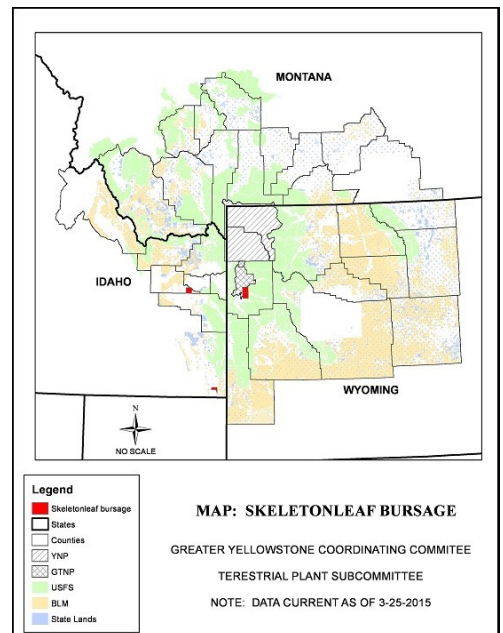 MONTANA
IDAHO
WYOMING
N
NO SCALE
Legend
Skeletonleaf bursage
States
Counties
YNP
GTNP
USFS
BLM
State Lands
MAP: SKELETONLEAF BURSAGE
GREATER YELLOWSTONE COORDINATING COMMITEE
TERESTRIAL PLANT SUBCOMMITTEE
NOTE: DATA CURRENT AS OF 3-25-2015